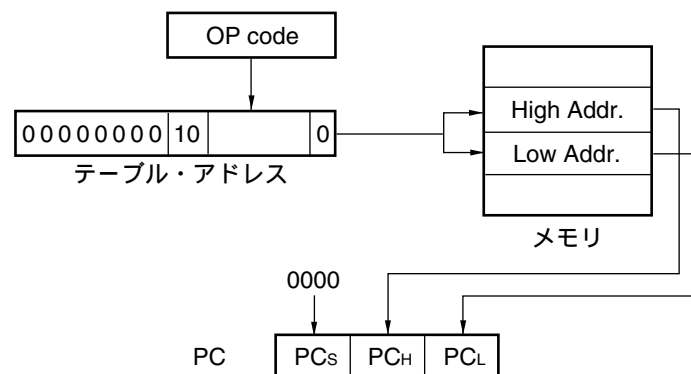 OP code
00000000 10 0
テーブル・アドレス
High Addr.
Low Addr.
メモリ
0000
PC PCS PCH PCL